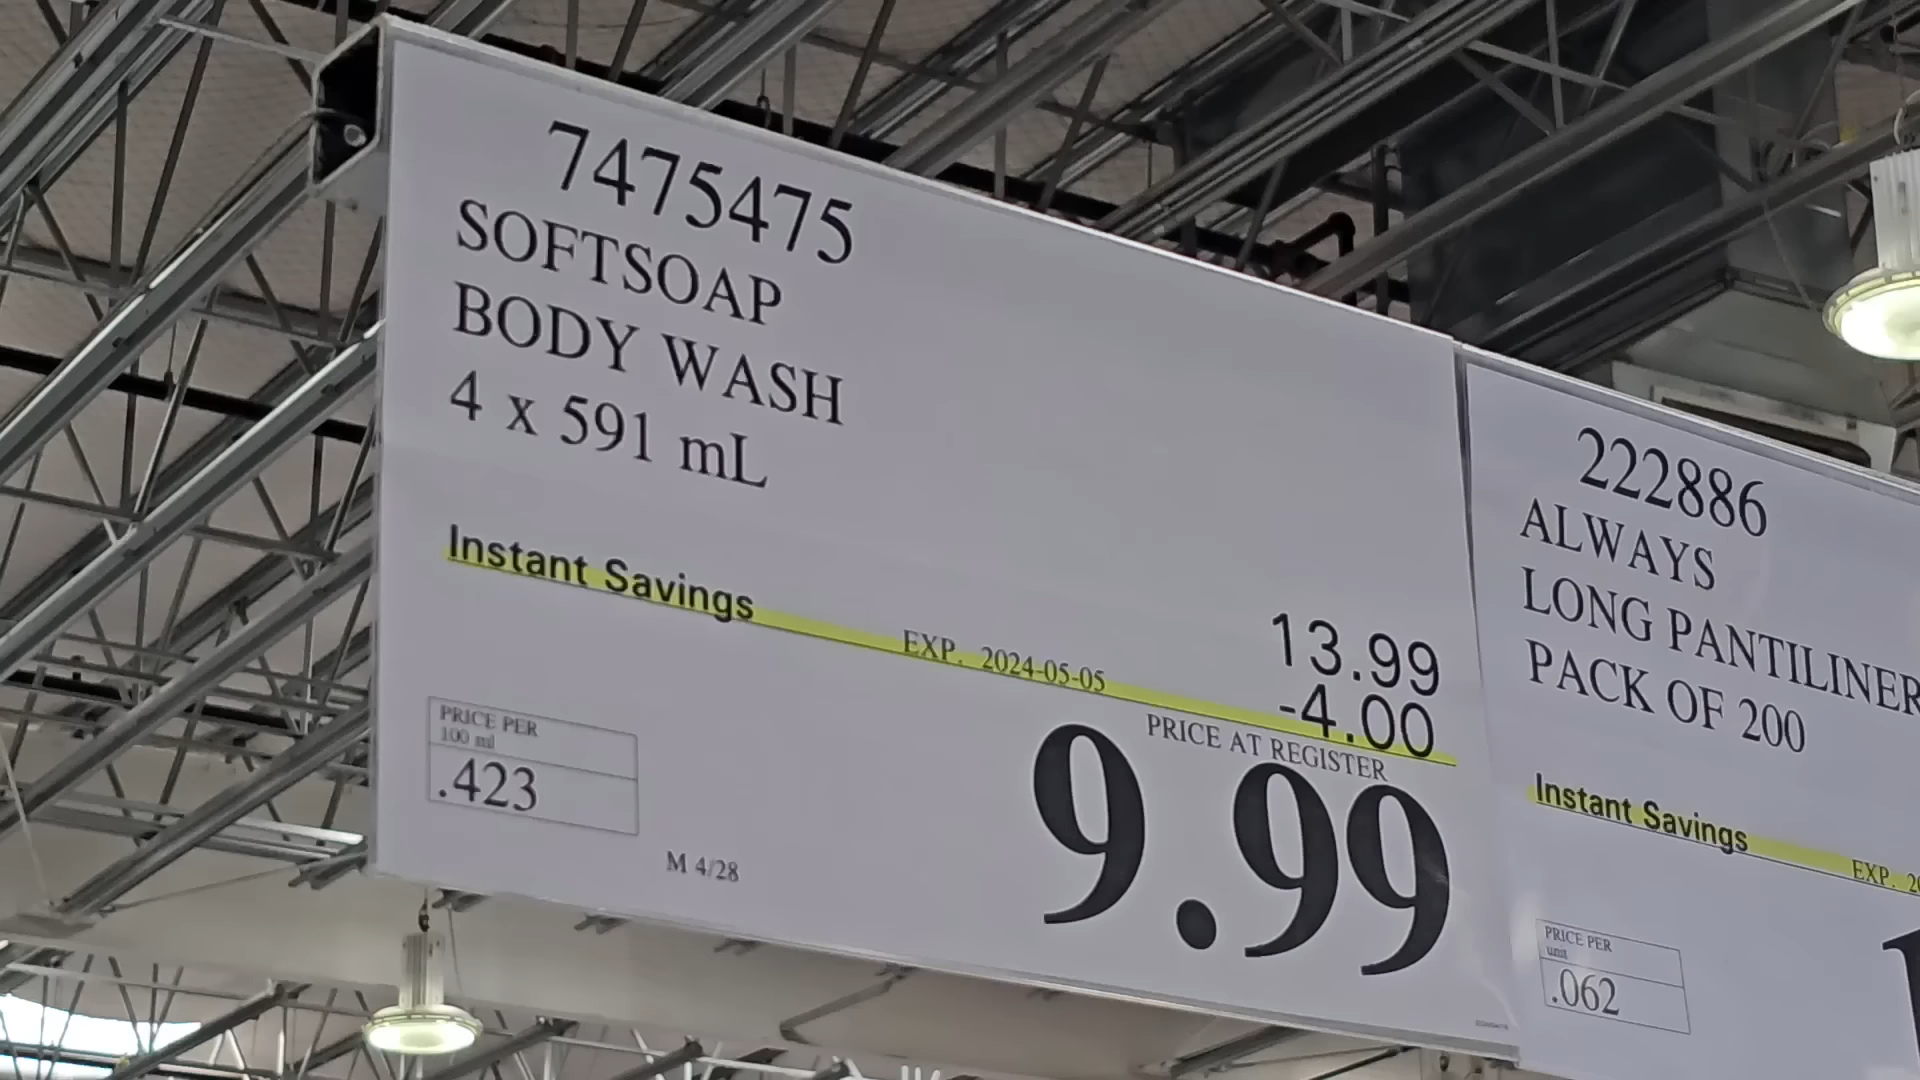 7475475
SOFTSOAP
BODY WASH
4 x 591 mL
Instant Savings
EXP. 2024-05-05
13.99
-4.00
PRICE AT REGISTER
9.99
PRICE PER
100 ml
.423
M 4/28
222886
ALWAYS
LONG PANTILINER
PACK OF 200
Instant Savings
EXP. 20
PRICE PER
unit
.062